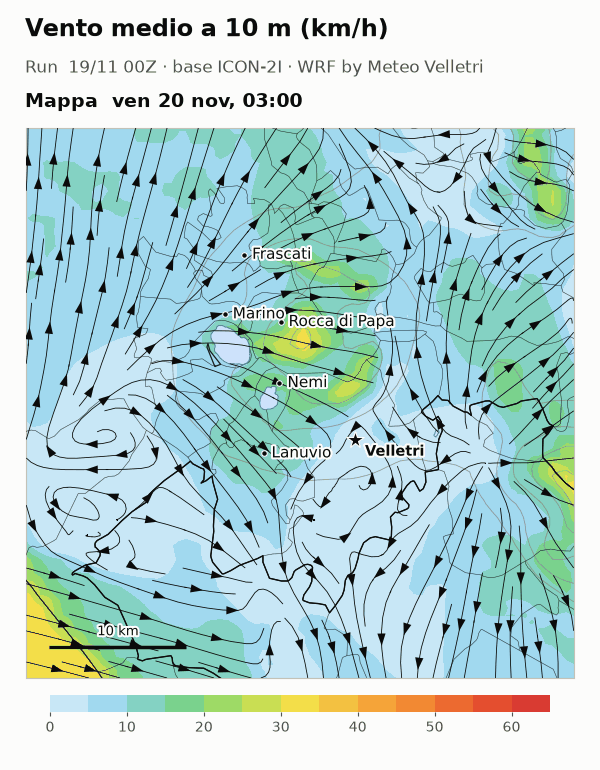 Vento medio a 10 m (km/h)
Run 19/11 00Z · base ICON-2I · WRF by Meteo Velletri
Mappa ven 20 nov, 03:00
Frascati
Marino
Rocca di Papa
Nemi
Velletri
Lanuvio
10 km
0 10 20 30 40 50 60